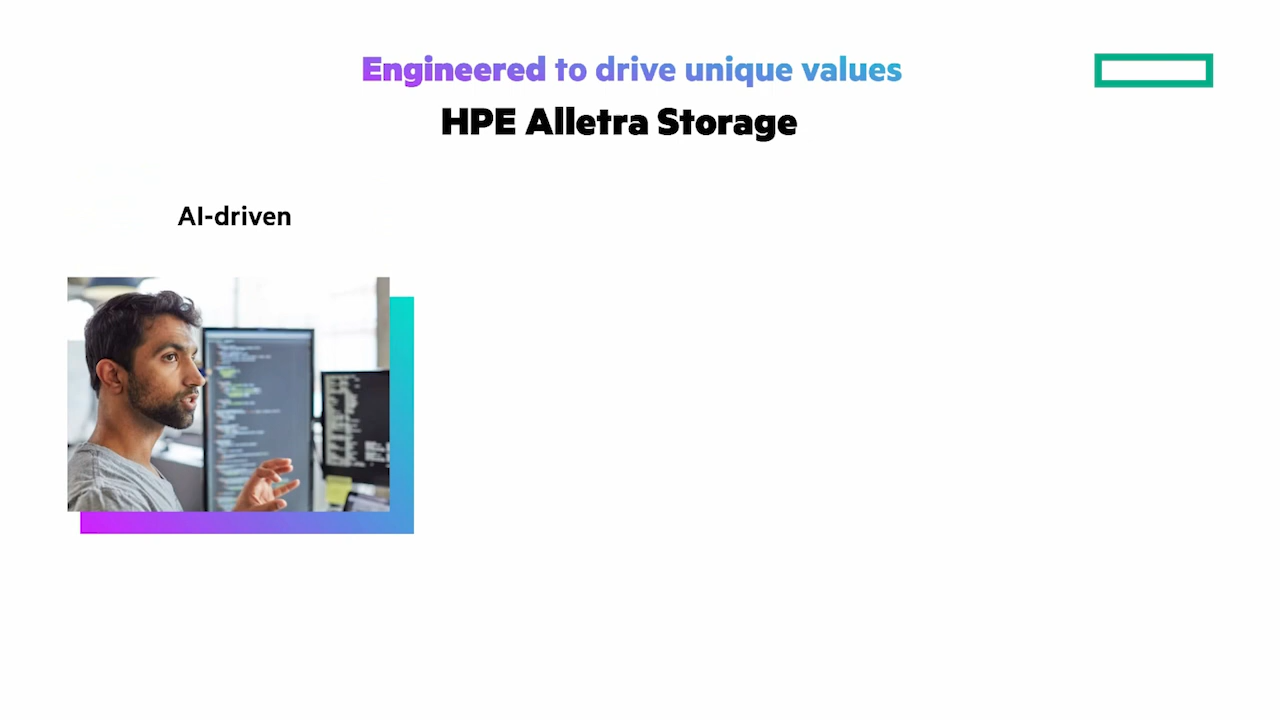 Engineered to drive unique values
HPE Alletra Storage
AI-driven